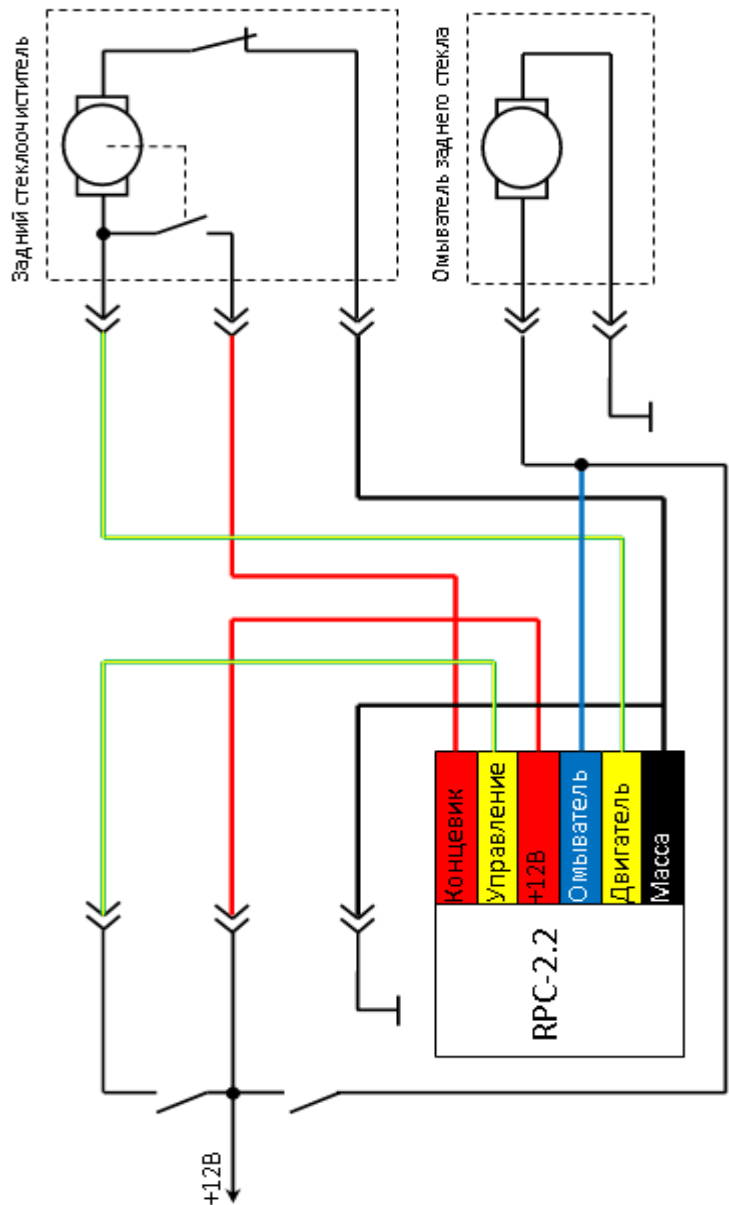 Задний стеклоочиститель
Омыватель заднего стекла
Концевик
Управление
+12В
Омыватель
Двигатель
Масса
RPC-2.2
+12В